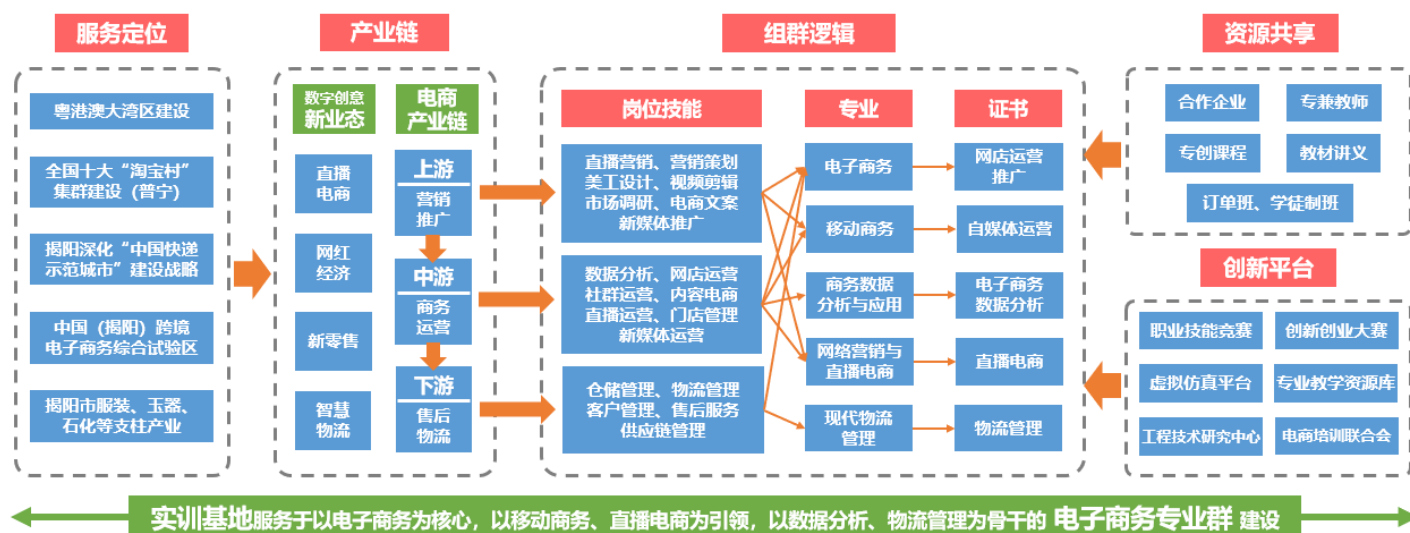 服务定位
粤港澳大湾区建设
全国十大“淘宝村”
集群建设（普宁）
揭阳深化“中国快递
示范城市”建设战略
中国（揭阳）跨境
电子商务综合试验区
揭阳市服装、玉器、
石化等支柱产业
产业链
数字创意
新业态
直播
电商
网红
经济
新零售
智慧
物流
电商
产业链
上游
营销
推广
中游
商务
运营
下游
售后
物流
组群逻辑
岗位技能
直播营销、营销策划
美工设计、视频剪辑
市场调研、电商文案
新媒体推广
数据分析、网店运营
社群运营、内容电商
直播运营、门店管理
新媒体运营
仓储管理、物流管理
客户管理、售后服务
供应链管理
专业
电子商务
移动商务
商务数据
分析与应用
网络营销与
直播电商
现代物流
管理
证书
网店运营
推广
自媒体运营
电子商务
数据分析
直播电商
物流管理
资源共享
合作企业
专兼教师
专创课程
教材讲义
订单班、学徒制班
创新平台
职业技能竞赛
创新创业大赛
虚拟仿真平台
专业教学资源库
工程技术研究中心
电商培训联合会
实训基地服务于以电子商务为核心，以移动商务、直播电商为引领，以数据分析、物流管理为骨干的 电子商务专业群 建设